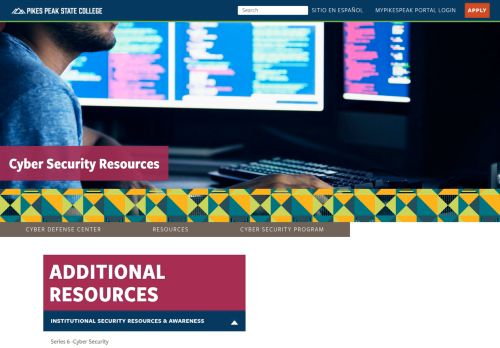 PIKES PEAK STATE COLLEGE
Search
SITIO EN ESPAÑOL
MYPIKESPEAK PORTAL LOGIN
APPLY
Cyber Security Resources
CYBER DEFENSE CENTER
RESOURCES
CYBER SECURITY PROGRAM
ADDITIONAL
RESOURCES
INSTITUTIONAL SECURITY RESOURCES & AWARENESS
Series 6- Cyber Security